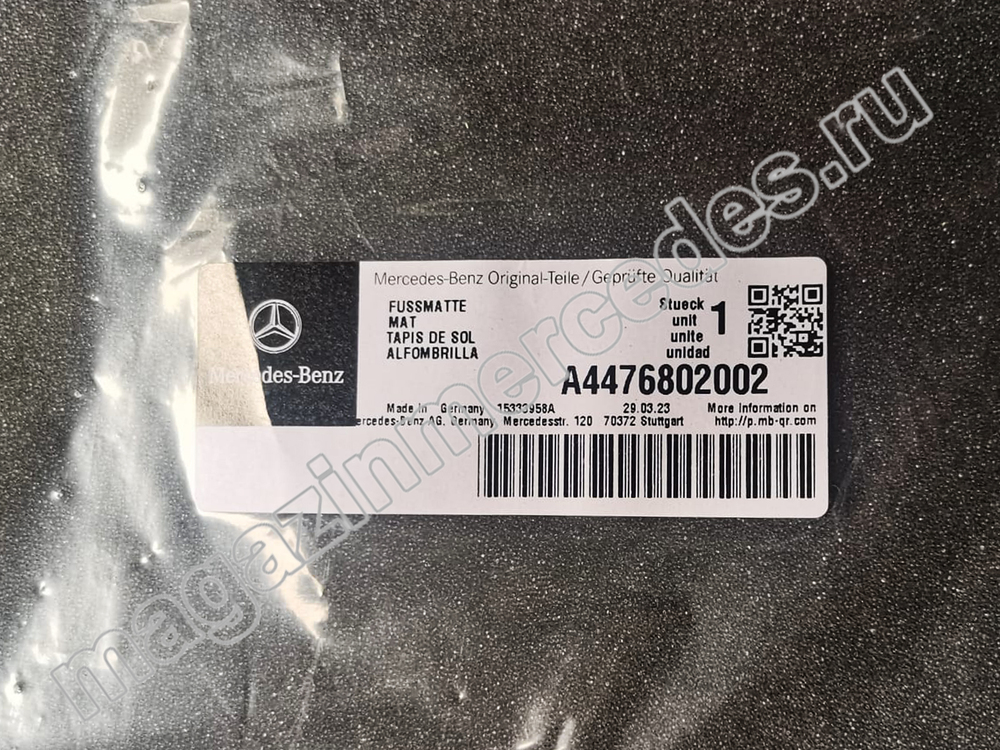 Mercedes-Benz Original-Teile/Geprüfte Qualität
FUSSMATTE
MAT
TAPIS DE SOL
ALFOMBRILLA
Stueck
unit
unite
unidad
1
Mercedes-Benz
A4476802002
Made in Germany 15333958A 29.03.23 More information on
ercedes-Benz AG, Germany Mercedesstr. 120 70372 Stuttgart http://p.mb-qr.com
magazinmercedes.ru